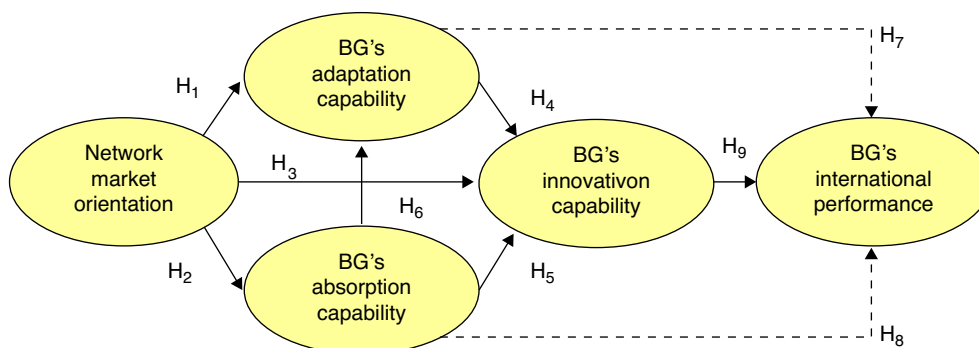 BG's
adaptation
capability
H7
H1
H4
Network
market
orientation
H3
BG's
innovativon
capability
H9
BG's
international
performance
H6
H2
BG's
absorption
capability
H5
H8